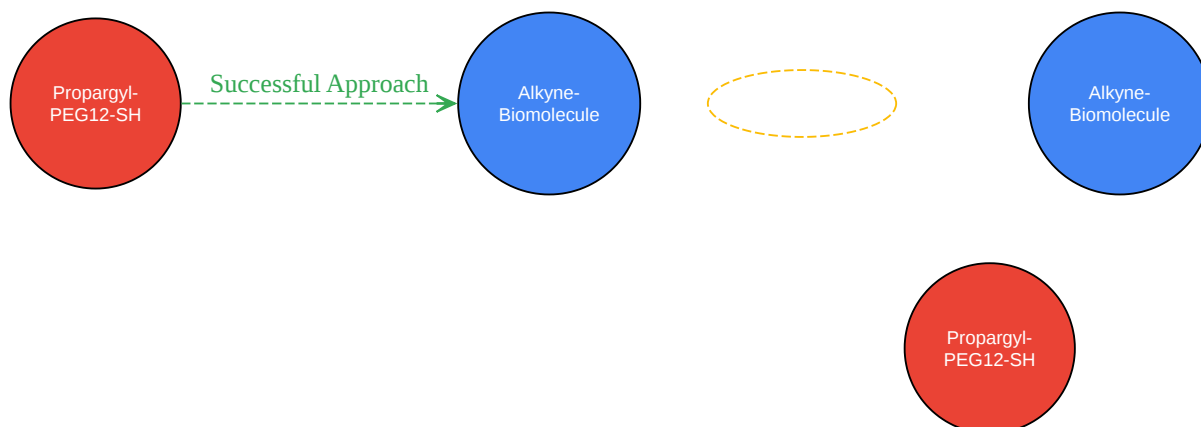 Propargyl-
PEG12-SH
Successful Approach
Alkyne-
Biomolecule
Alkyne-
Biomolecule
Propargyl-
PEG12-SH